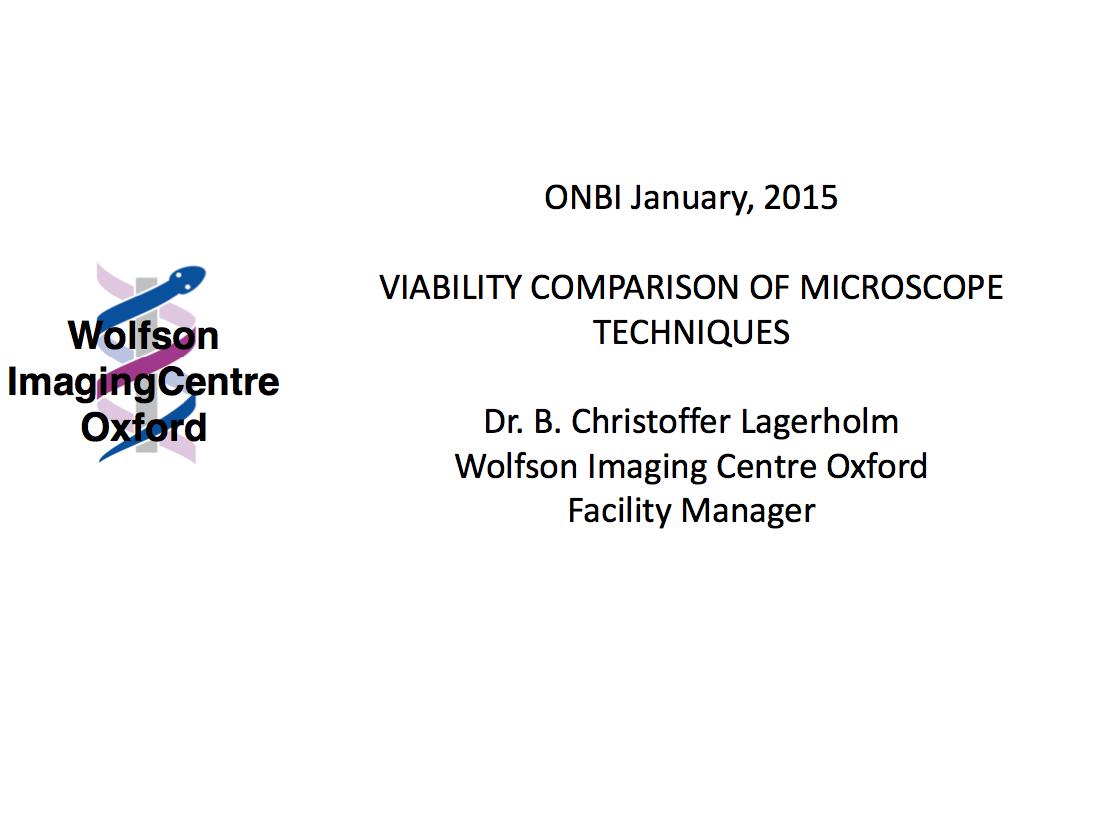 ONBI January, 2015
VIABILITY COMPARISON OF MICROSCOPE
TECHNIQUES
Wolfson
ImagingCentre
Oxford
Dr. B. Christoffer Lagerholm
Wolfson Imaging Centre Oxford
Facility Manager